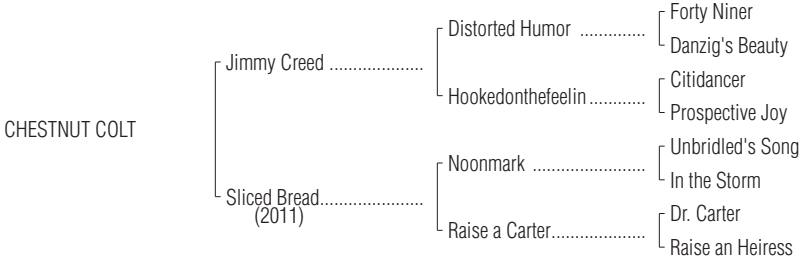 Forty Niner
Distorted Humor ..............
Danzig's Beauty
Jimmy Creed .....................
Citidancer
Hookedonthefeelin............
Prospective Joy
CHESTNUT COLT
Unbridled's Song
Noonmark ........................
In the Storm
Sliced Bread.......................
(2011)
Dr. Carter
Raise a Carter.....................
Raise an Heiress